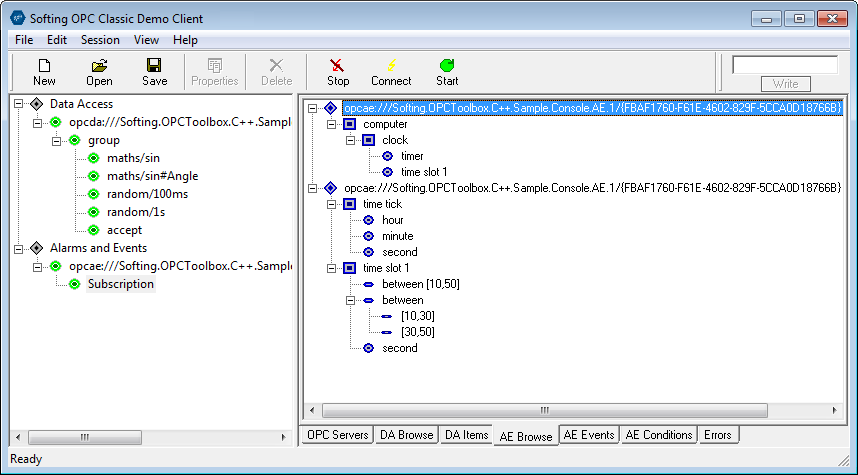 Softing OPC Classic Demo Client
File Edit Session View Help
New Open Save Properties Delete Stop Connect Start Write
Data Access
opcda:///Softing.OPCToolbox.C++.Sampl
group
maths/sin
maths/sin#Angle
random/100ms
random/1s
accept
Alarms and Events
opcae:///Softing.OPCToolbox.C++.Sample
Subscription
opcae:///Softing.OPCToolbox.C++.Sample.Console.AE.1/{FBAF1760-F61E-4602-829F-5CCA0D18766B}
computer
clock
timer
time slot 1
opcae:///Softing.OPCToolbox.C++.Sample.Console.AE.1/{FBAF1760-F61E-4602-829F-5CCA0D18766B}
time tick
hour
minute
second
time slot 1
between [10,50]
between
[10,30]
[30,50]
second
OPC Servers DA Browse DA Items AE Browse AE Events AE Conditions Errors
Ready